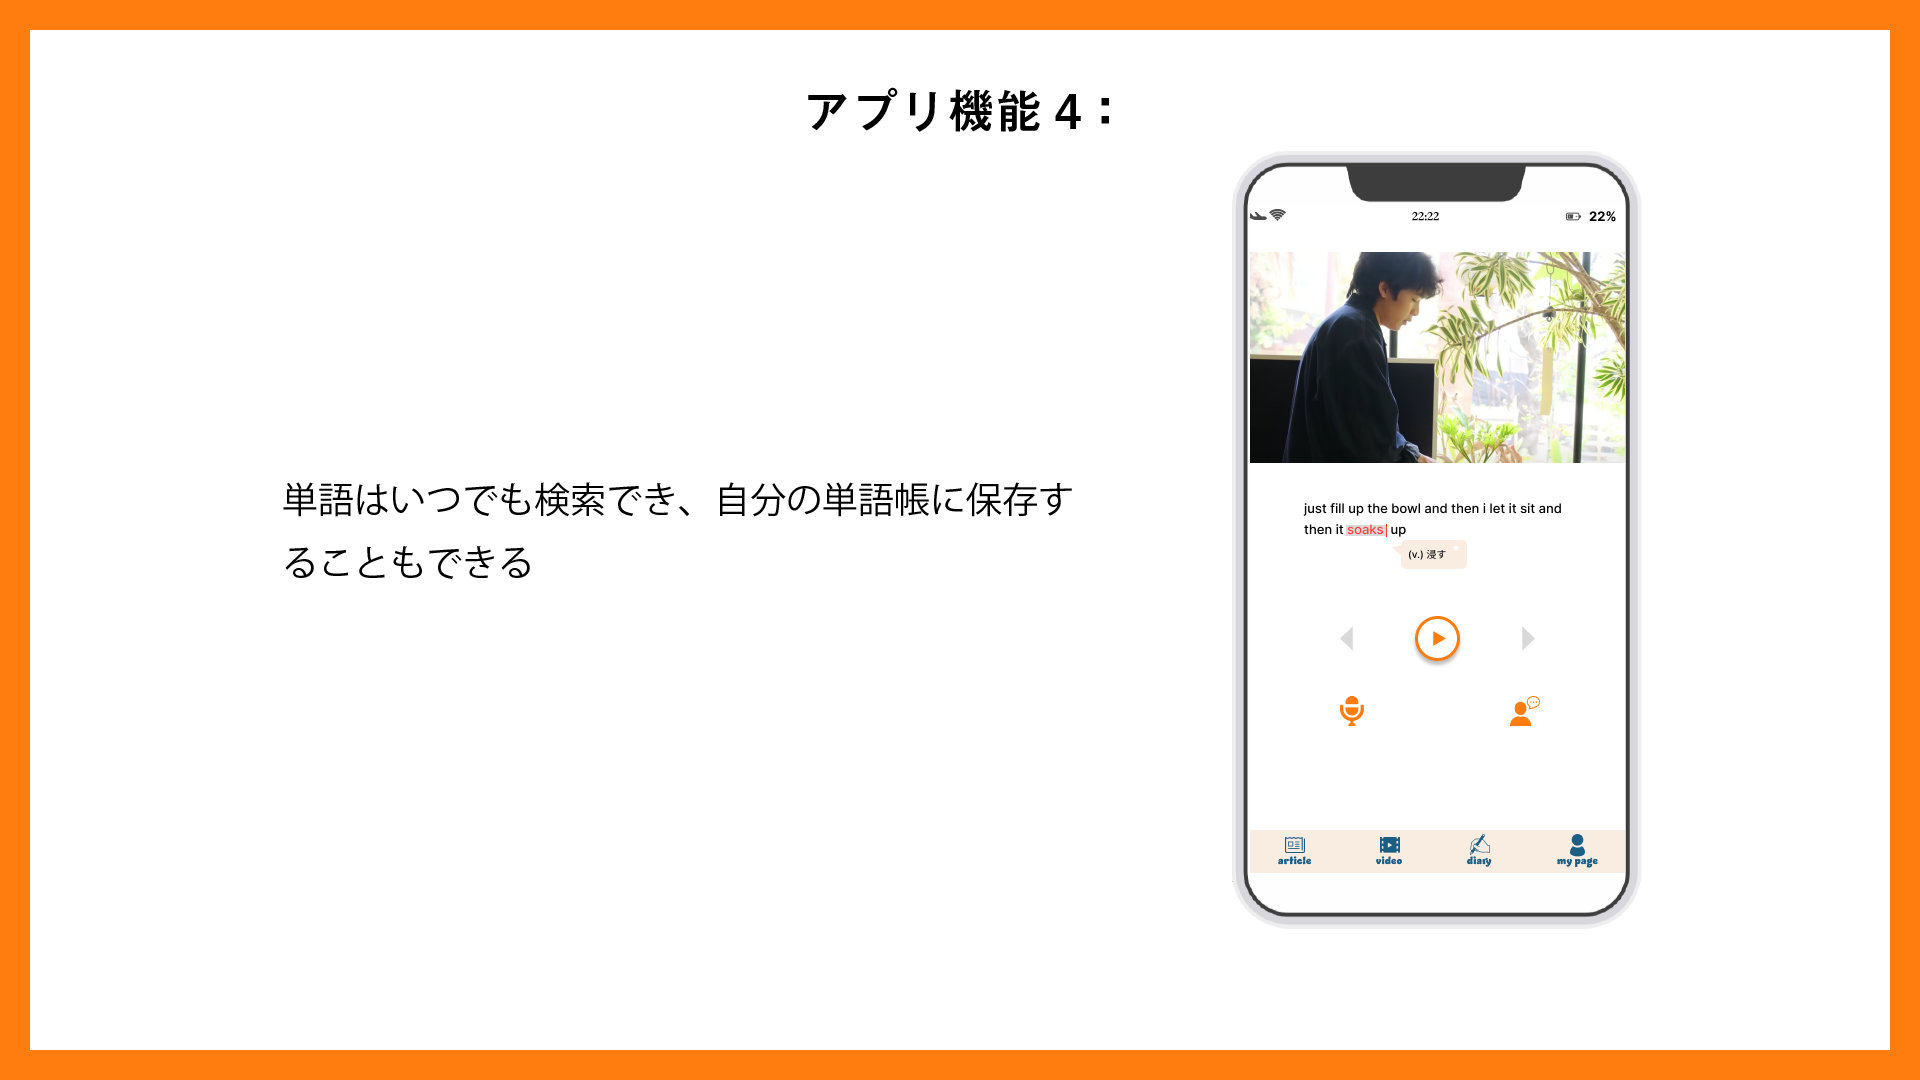 アプリ機能 4：
単語はいつでも検索でき、自分の単語帳に保存す
ることもできる
22:22
22%
just fill up the bowl and then i let it sit and
then it soaks up
(v.) 浸す
article
video
diary
my page